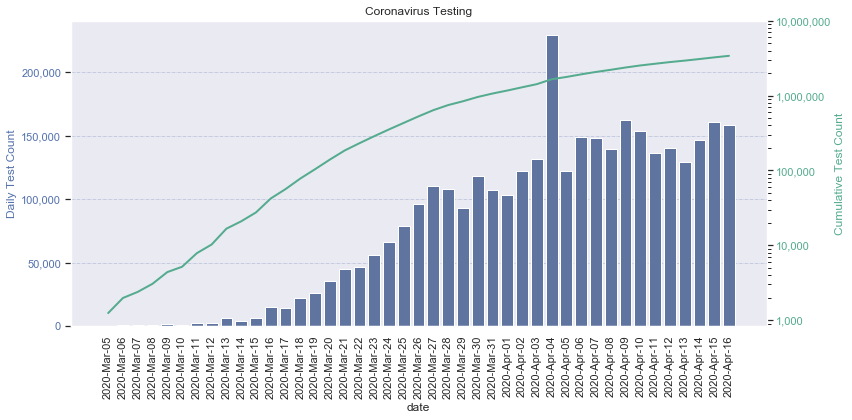 Coronavirus Testing
Daily Test Count
200,000
150,000
100,000
50,000
0
10,000,000
1,000,000
100,000
10,000
1,000
Cumulative Test Count
2020-Mar-05
2020-Mar-06
2020-Mar-07
2020-Mar-08
2020-Mar-09
2020-Mar-10
2020-Mar-11
2020-Mar-12
2020-Mar-13
2020-Mar-14
2020-Mar-15
2020-Mar-16
2020-Mar-17
2020-Mar-18
2020-Mar-19
2020-Mar-20
2020-Mar-21
2020-Mar-22
2020-Mar-23
2020-Mar-24
2020-Mar-25
2020-Mar-26
2020-Mar-27
2020-Mar-28
2020-Mar-29
2020-Mar-30
2020-Mar-31
2020-Apr-01
2020-Apr-02
2020-Apr-03
2020-Apr-04
2020-Apr-05
2020-Apr-06
2020-Apr-07
2020-Apr-08
2020-Apr-09
2020-Apr-10
2020-Apr-11
2020-Apr-12
2020-Apr-13
2020-Apr-14
2020-Apr-15
2020-Apr-16
date